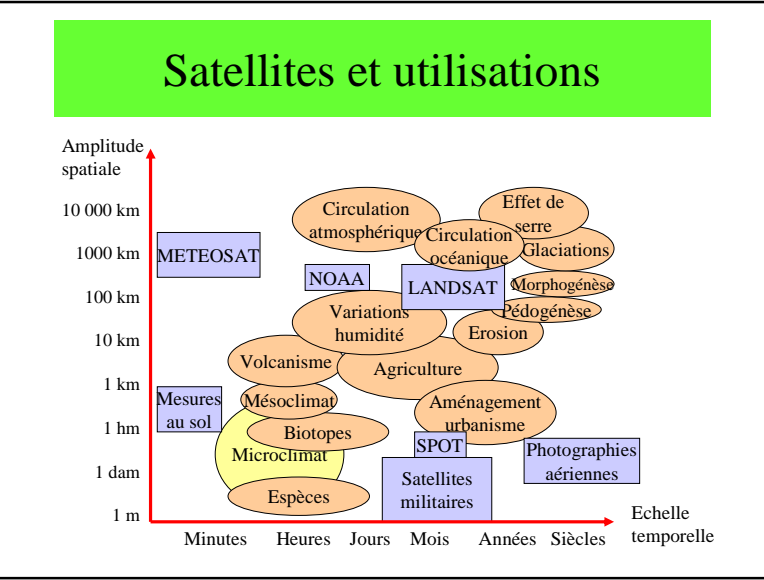 Satellites et utilisations
Amplitude
spatiale
10 000 km
1000 km
100 km
10 km
1 km
1 hm
1 dam
1 m
Circulation
atmosphérique
Effet de
serre
Circulation
océanique
Glaciations
METEOSAT
NOAA
LANDSAT
Morphogénèse
Variations
humidité
Pédogénèse
Erosion
Volcanisme
Agriculture
Mesures
au sol
Mésoclimat
Aménagement
urbanisme
Biotopes
Microclimat
SPOT
Photographies
aériennes
Satellites
militaires
Espèces
Minutes
Heures
Jours
Mois
Années
Siècles
Echelle
temporelle